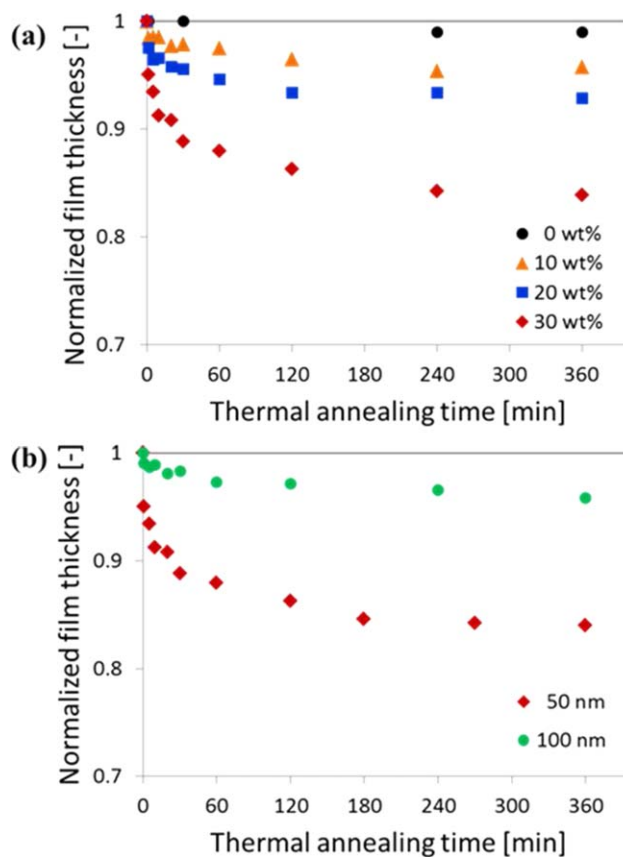 (a)
Normalized film thickness [-]
1
0.9
0.8
0.7
0 wt%
10 wt%
20 wt%
30 wt%
0 60 120 180 240 300 360
Thermal annealing time [min]
(b)
Normalized film thickness [-]
1
0.9
0.8
0.7
50 nm
100 nm
0 60 120 180 240 300 360
Thermal annealing time [min]